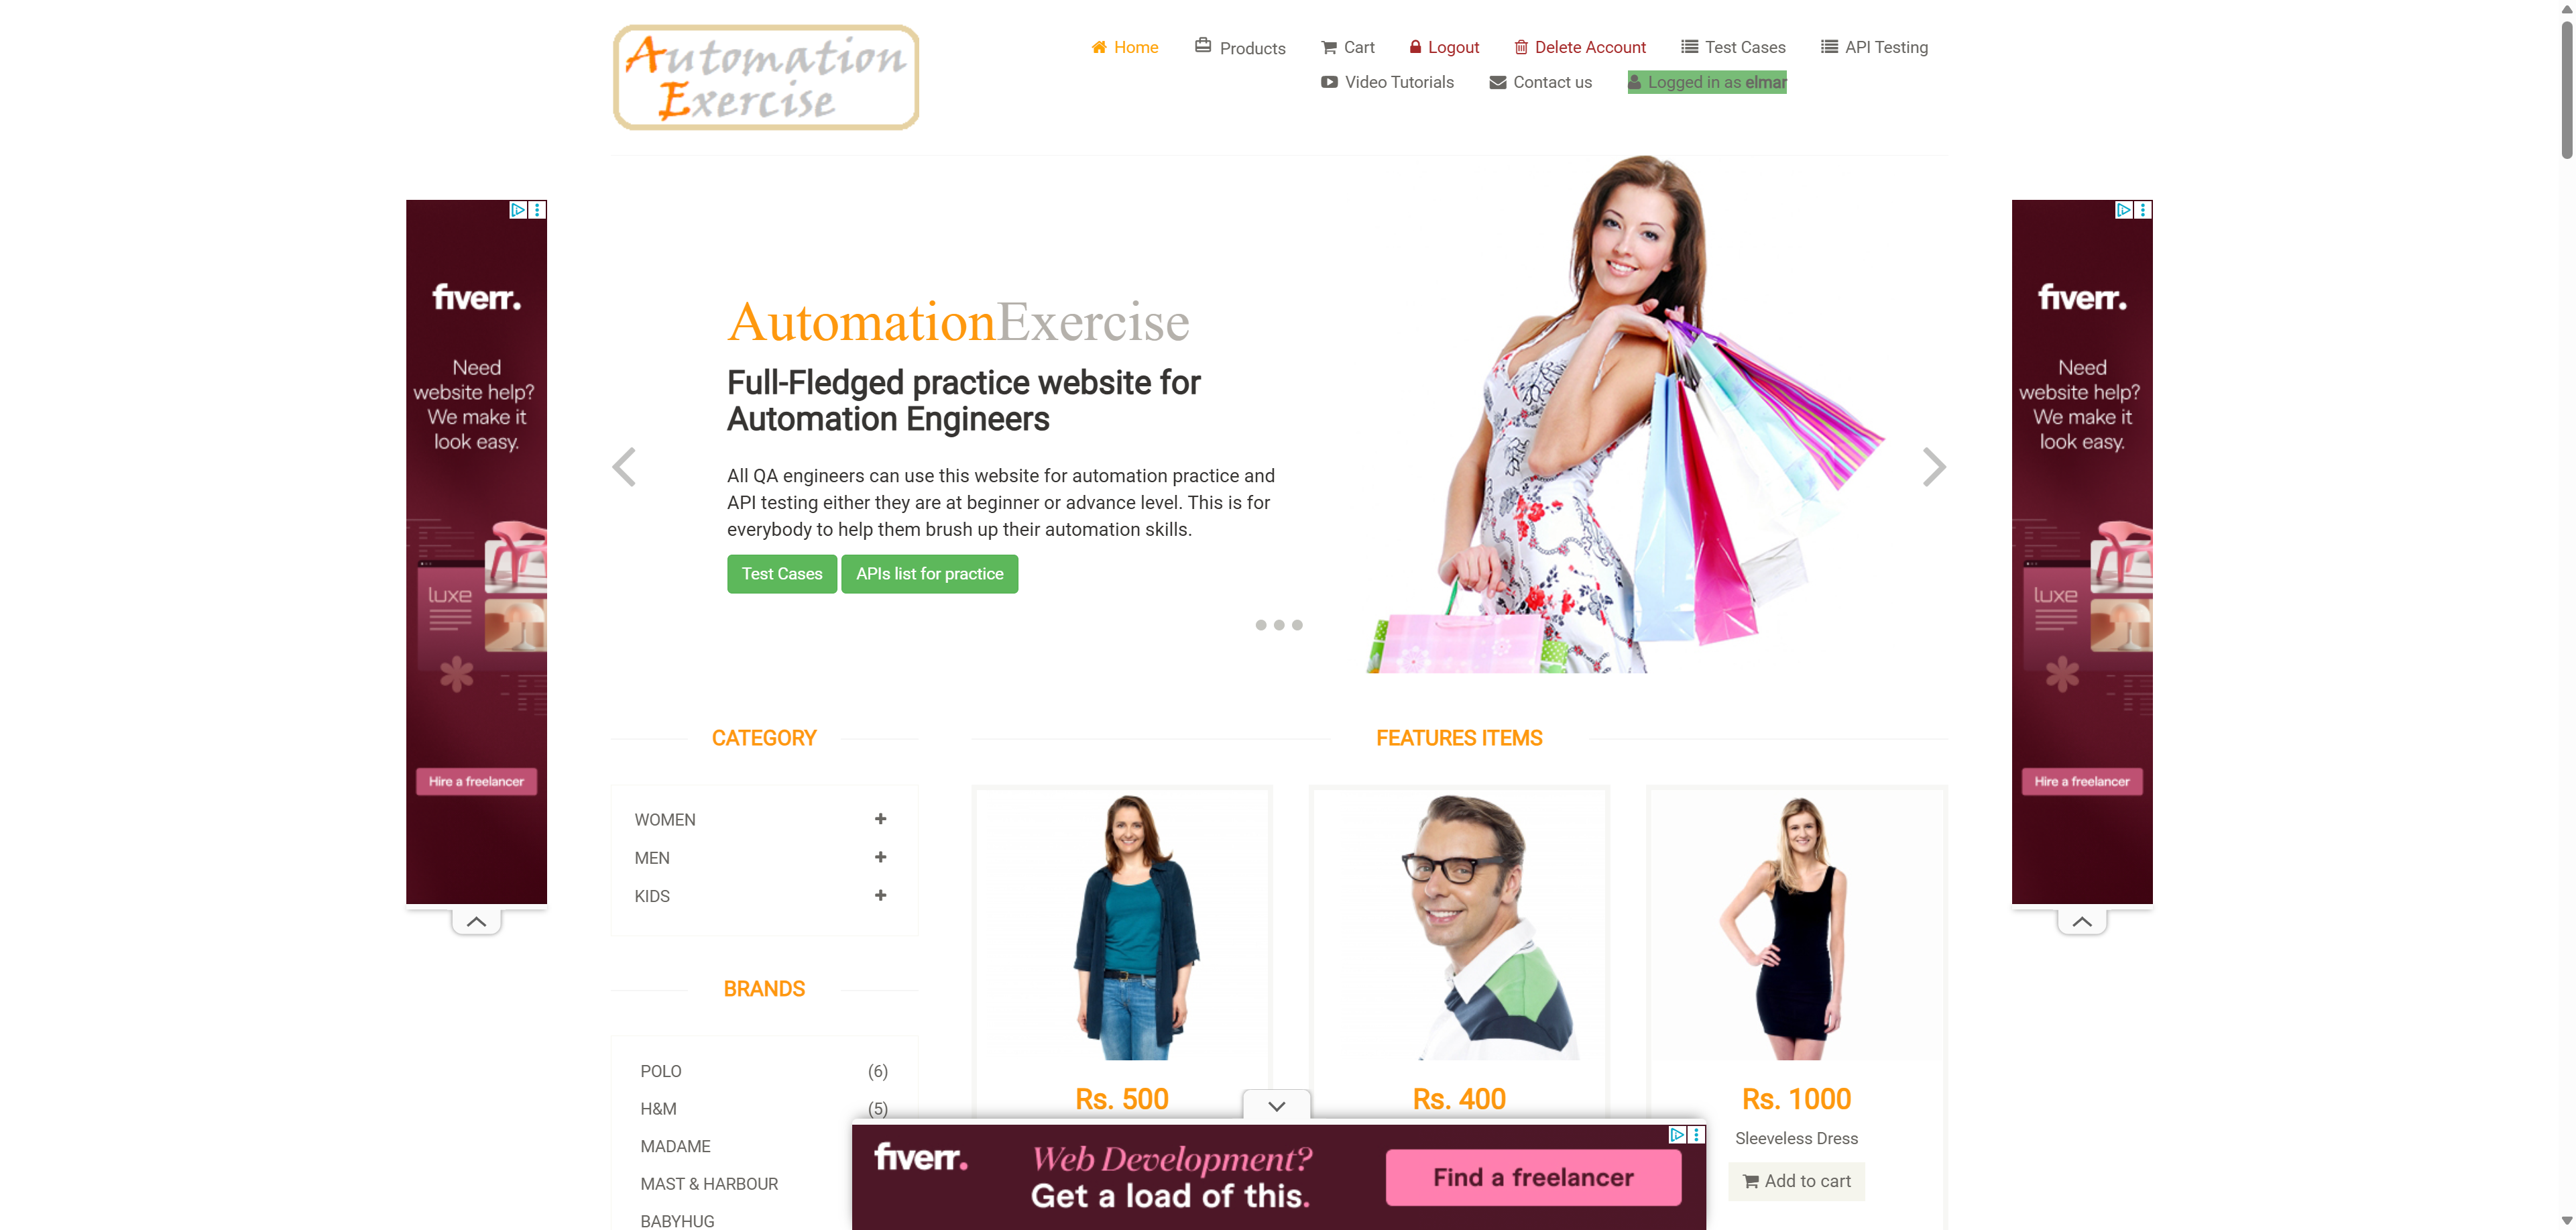 Automation
Exercise
Home
Products
Cart
Logout
Delete Account
Test Cases
API Testing
Video Tutorials
Contact us
Logged in as elmar
fiverr.
Need
website help?
We make it
look easy.
luxe
Hire a freelancer
AutomationExercise
Full-Fledged practice website for
Automation Engineers
All QA engineers can use this website for automation practice and
API testing either they are at beginner or advance level. This is for
everybody to help them brush up their automation skills.
Test Cases
APIs list for practice
fiverr.
Need
website help?
We make it
look easy.
luxe
Hire a freelancer
CATEGORY
WOMEN
MEN
KIDS
BRANDS
POLO (6)
H&M (5)
MADAME
MAST & HARBOUR
BABYHUG
FEATURES ITEMS
Rs. 500
Rs. 400
Rs. 1000
Sleeveless Dress
Add to cart
fiverr.
Web Development?
Get a load of this.
Find a freelancer